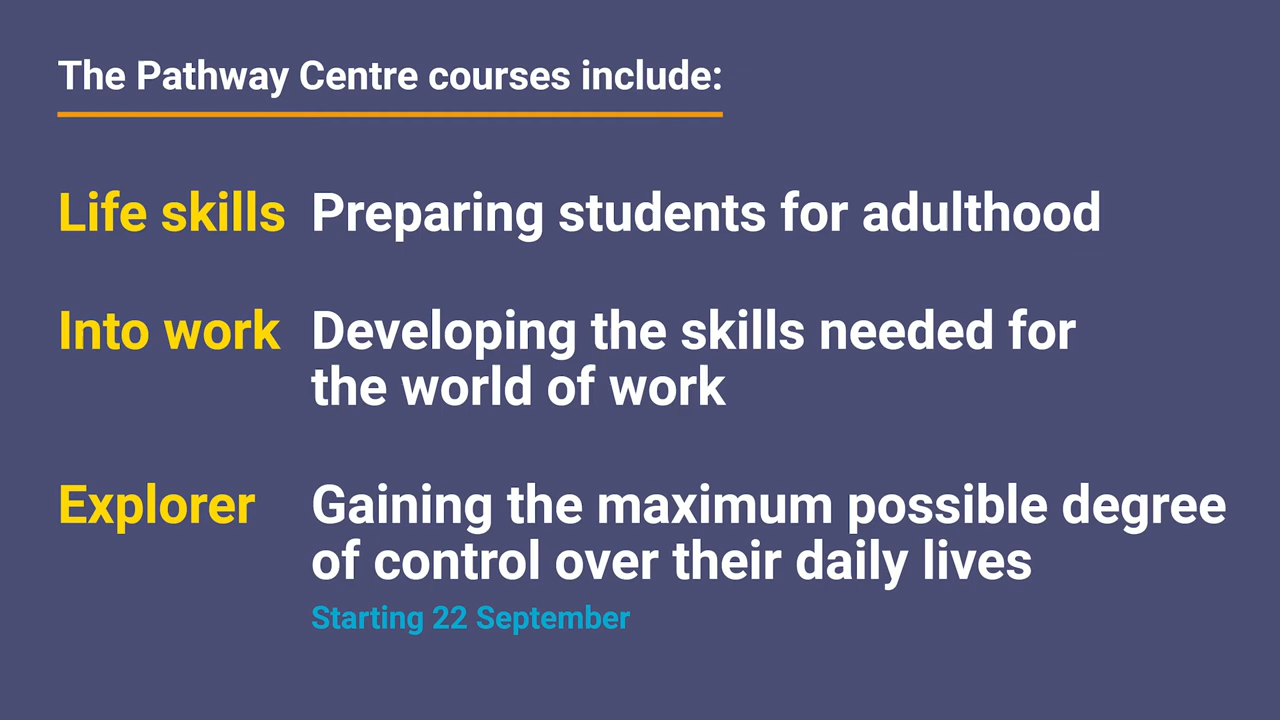 The Pathway Centre courses include:
Life skills Preparing students for adulthood
Into work Developing the skills needed for
the world of work
Explorer Gaining the maximum possible degree
of control over their daily lives
Starting 22 September